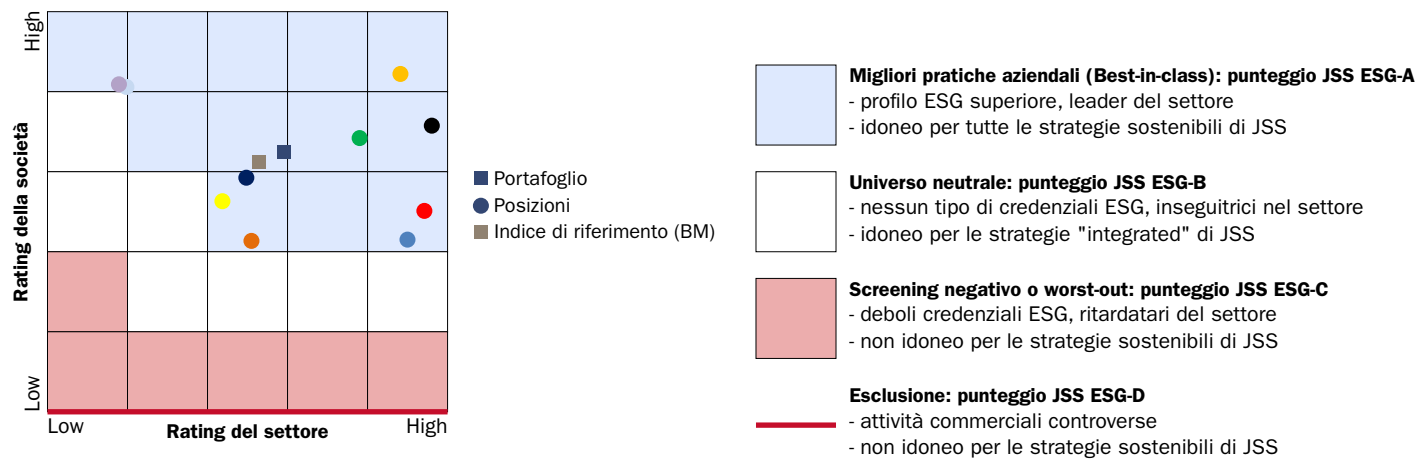 High
Rating della società
Low
Low
Rating del settore
High
Portafoglio
Posizioni
Indice di riferimento (BM)
Migliori pratiche aziendali (Best-in-class): punteggio JSS ESG-A
- profilo ESG superiore, leader del settore
- idoneo per tutte le strategie sostenibili di JSS
Universo neutrale: punteggio JSS ESG-B
- nessun tipo di credenziali ESG, inseguitrici nel settore
- idoneo per le strategie "integrated" di JSS
Screening negativo o worst-out: punteggio JSS ESG-C
- deboli credenziali ESG, ritardatari del settore
- non idoneo per le strategie sostenibili di JSS
Esclusione: punteggio JSS ESG-D
- attività commerciali controverse
- non idoneo per le strategie sostenibili di JSS